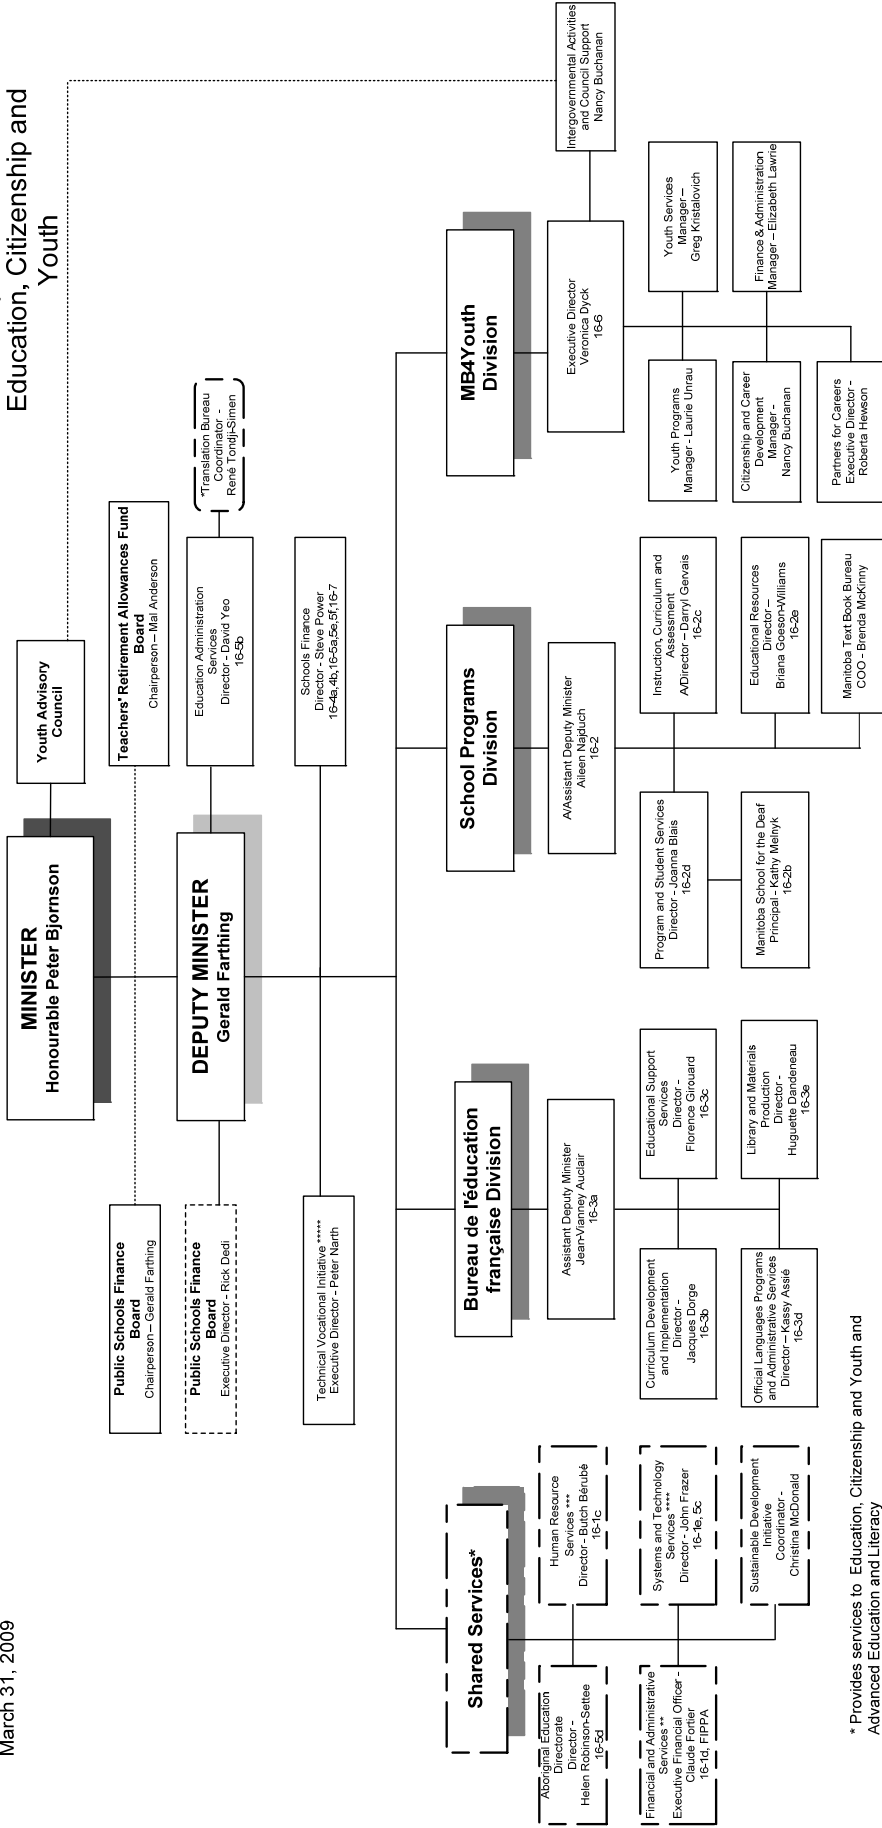 March 31, 2009
Education, Citizenship and
Youth
MINISTER
Honourable Peter Bjornson
Youth Advisory
Council
Public Schools Finance
Board
Chairperson – Gerald Farthing
Teachers' Retirement Allowances Fund
Board
Chairperson – Mal Anderson
DEPUTY MINISTER
Gerald Farthing
Public Schools Finance
Board
Executive Director - Rick Dedi
Education Administration
Services
Director - David Yeo
16-5b
*Translation Bureau
Coordinator -
René Tondji-Simen
Technical Vocational Initiative *****
Executive Director - Peter Narth
Schools Finance
Director - Steve Power
16-4a, 4b,16-5a,5e,5f,16-7
Shared Services*
Aboriginal Education
Directorate
Director -
Helen Robinson-Settee
16-5d
Human Resource
Services ***
Director - Butch Bérubé
16-1c
Financial and Administrative
Services **
Executive Financial Officer -
Claude Fortier
16-1d, FIPPA
Systems and Technology
Services ****
Director - John Frazer
16-1e, 5c
Sustainable Development
Initiative
Coordinator -
Christina McDonald
Bureau de l'éducation
française Division
Assistant Deputy Minister
Jean-Vianney Auclair
16-3a
Curriculum Development
and Implementation
Director -
Jacques Dorge
16-3b
Educational Support
Services
Director -
Florence Girouard
16-3c
Official Languages Programs
and Administrative Services
Director – Kassy Assié
16-3d
Library and Materials
Production
Director -
Huguette Dandeneau
16-3e
School Programs
Division
A/Assistant Deputy Minister
Aileen Najduch
16-2
Program and Student Services
Director - Joanna Blais
16-2d
Instruction, Curriculum and
Assessment
A/Director – Darryl Gervais
16-2c
Manitoba School for the Deaf
Principal - Kathy Melnyk
16-2b
Educational Resources
Director –
Briana Goeson-Williams
16-2e
Manitoba Text Book Bureau
COO - Brenda McKinny
MB4Youth
Division
Executive Director
Veronica Dyck
16-6
Intergovernmental Activities
and Council Support
Nancy Buchanan
Youth Programs
Manager - Laurie Unrau
Youth Services
Manager –
Greg Kristalovich
Citizenship and Career
Development
Manager -
Nancy Buchanan
Finance & Administration
Manager – Elizabeth Lawrie
Partners for Careers
Executive Director -
Roberta Hewson
* Provides services to Education, Citizenship and Youth and
Advanced Education and Literacy